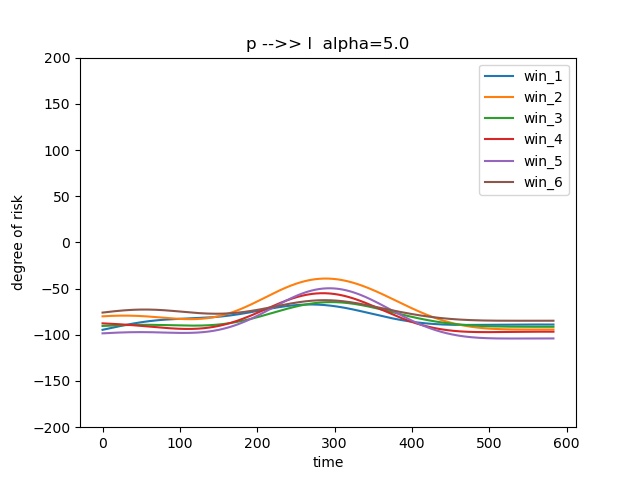 p -->> l  alpha=5.0
200
150
100
50
0
−50
−100
−150
−200
degree of risk
0 100 200 300 400 500 600
time
win_1
win_2
win_3
win_4
win_5
win_6